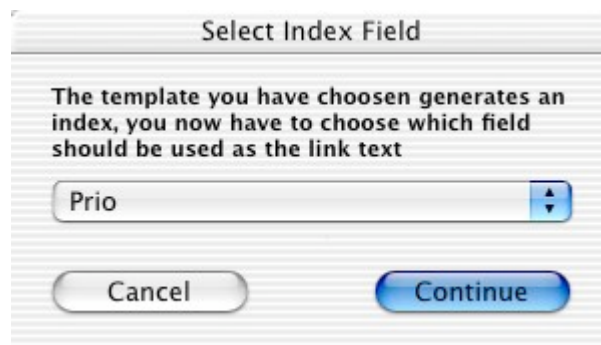 Select Index Field
The template you have choosen generates an
index, you now have to choose which field
should be used as the link text
Prio
Cancel
Continue